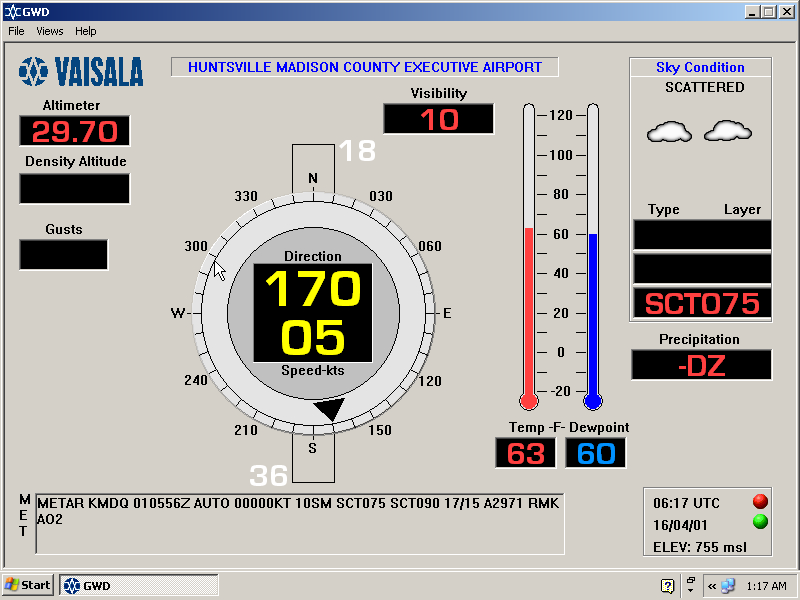 GWD
File Views Help
VAISALA
HUNTSVILLE MADISON COUNTY EXECUTIVE AIRPORT
Altimeter
29.70
Density Altitude
Gusts
Visibility
10
18
N
330 030
300 060
W E
240 120
210 150
S
36
Direction
170
05
Speed-kts
120
100
80
60
40
20
0
-20
Temp -F- Dewpoint
63 60
Sky Condition
SCATTERED
Type Layer
SCT075
Precipitation
-DZ
MET
METAR KMDQ 010556Z AUTO 00000KT 10SM SCT075 SCT090 17/15 A2971 RMK
AO2
06:17 UTC
16/04/01
ELEV: 755 msl
Start GWD « 1:17 AM